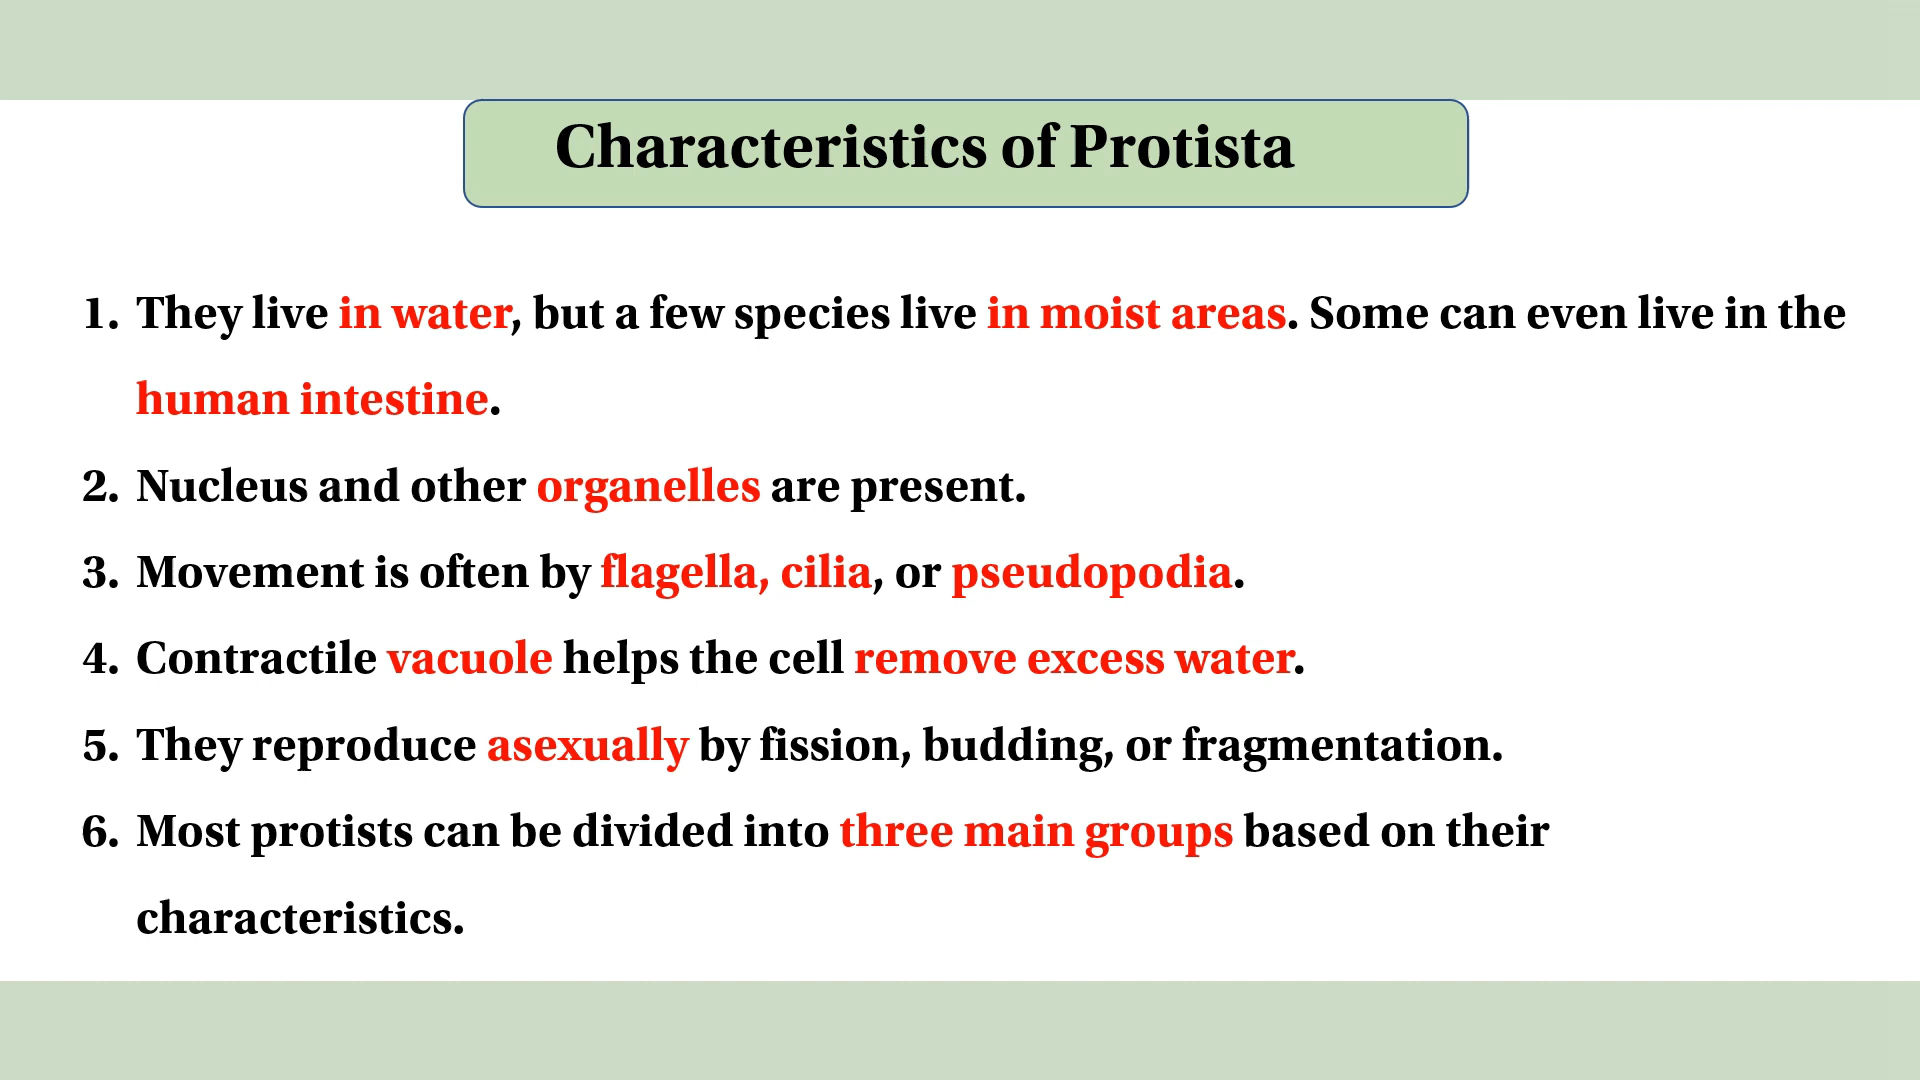 Characteristics of Protista
1. They live in water, but a few species live in moist areas. Some can even live in the
human intestine.
2. Nucleus and other organelles are present.
3. Movement is often by flagella, cilia, or pseudopodia.
4. Contractile vacuole helps the cell remove excess water.
5. They reproduce asexually by fission, budding, or fragmentation.
6. Most protists can be divided into three main groups based on their
characteristics.